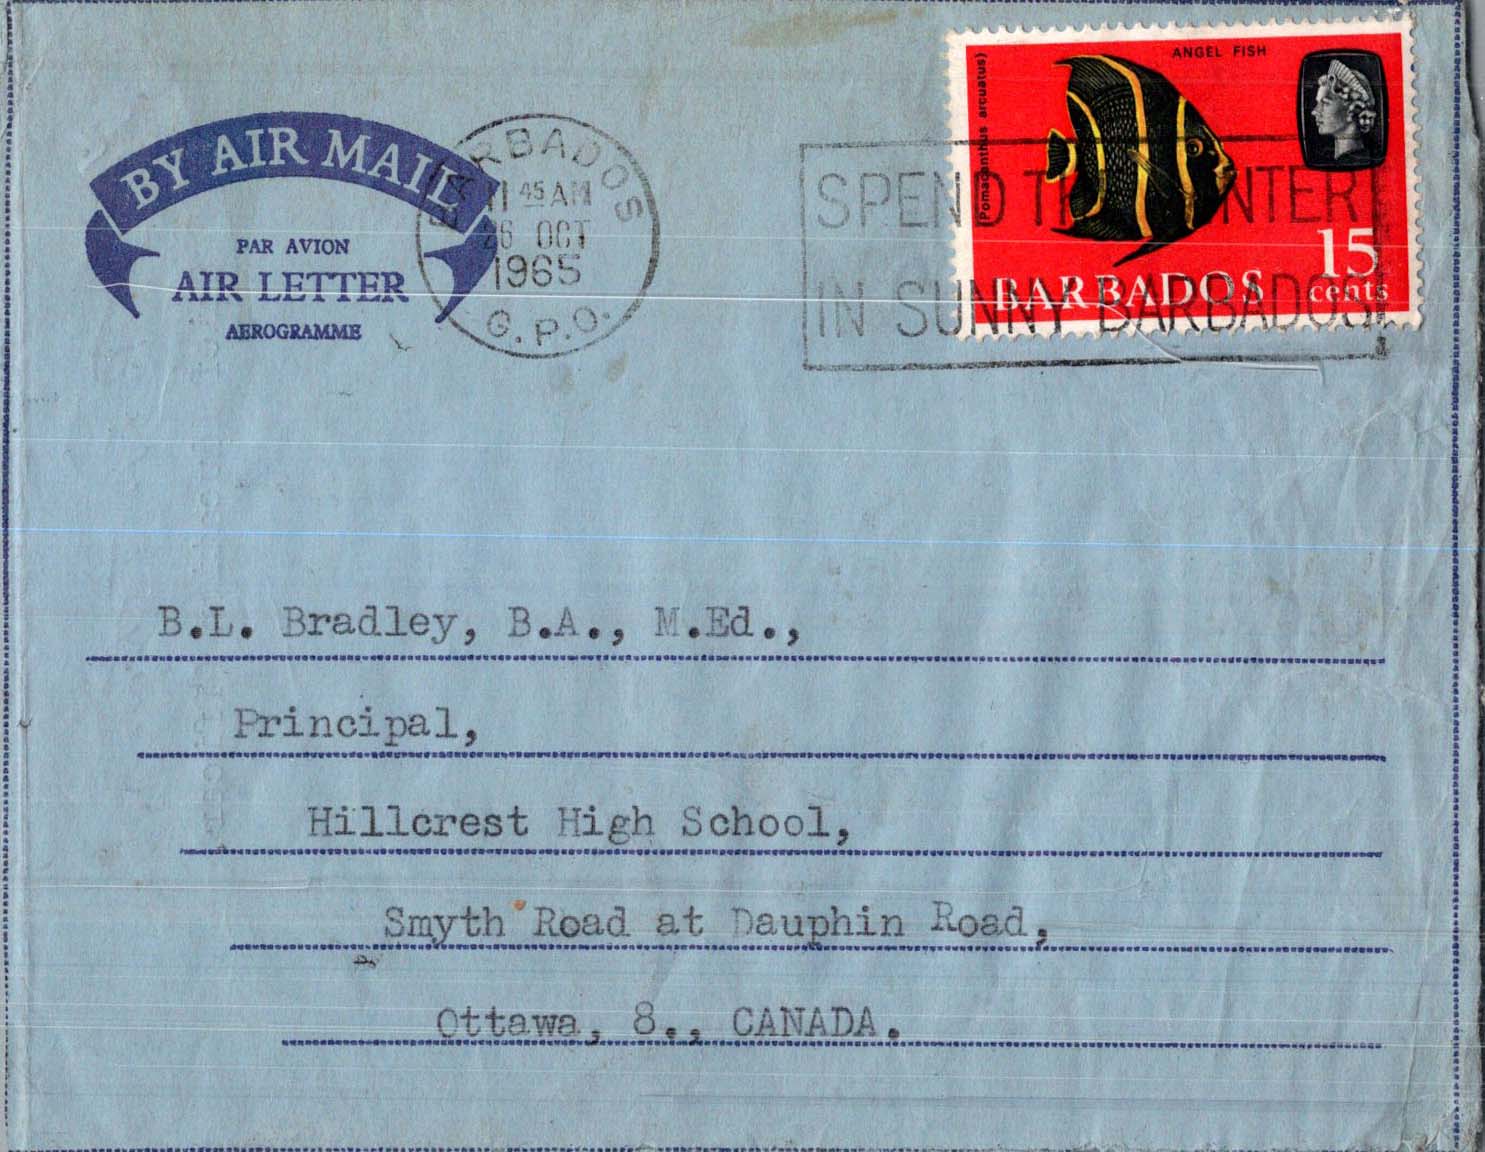 BY AIR MAIL
PAR AVION
AIR LETTER
AEROGRAMME
BARBADOS
11 45 AM
26 OCT
1965
G.P.O.
SPEND THE WINTER
IN SUNNY BARBADOS
ANGEL FISH
(Pomacanthus arcuatus)
15
BARBADOS cents
B.L. Bradley, B.A., M.Ed.,
Principal,
Hillcrest High School,
Smyth Road at Dauphin Road,
Ottawa, 8., CANADA.